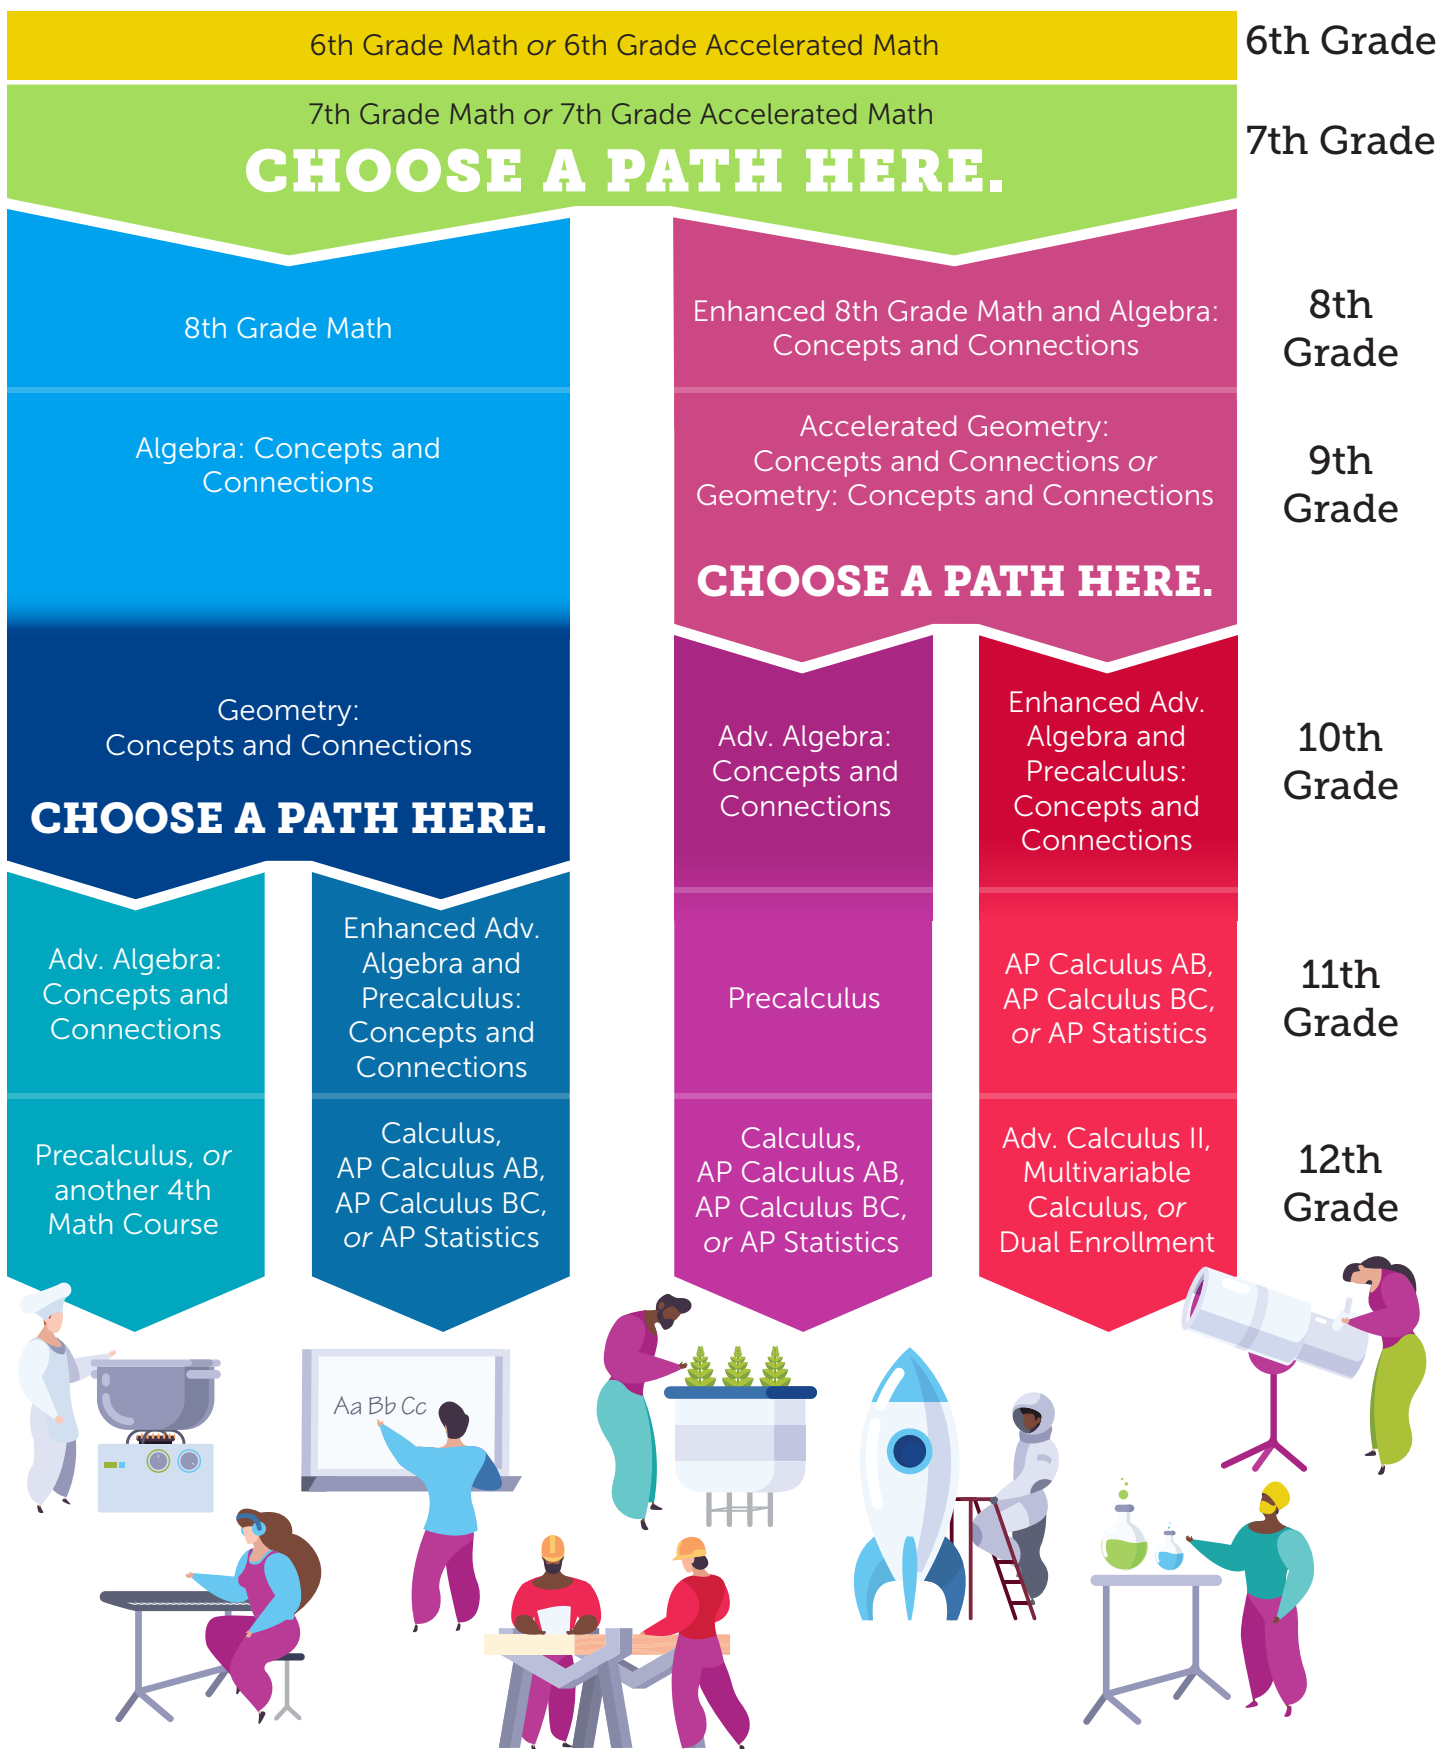 6th Grade Math or 6th Grade Accelerated Math
6th Grade
7th Grade Math or 7th Grade Accelerated Math
CHOOSE A PATH HERE.
7th Grade
8th Grade Math
Enhanced 8th Grade Math and Algebra:
Concepts and Connections
8th
Grade
Algebra: Concepts and
Connections
Accelerated Geometry:
Concepts and Connections or
Geometry: Concepts and Connections
CHOOSE A PATH HERE.
9th
Grade
Geometry:
Concepts and Connections
CHOOSE A PATH HERE.
Adv. Algebra:
Concepts and
Connections
Enhanced Adv.
Algebra and
Precalculus:
Concepts and
Connections
10th
Grade
Adv. Algebra:
Concepts and
Connections
Enhanced Adv.
Algebra and
Precalculus:
Concepts and
Connections
Precalculus
AP Calculus AB,
AP Calculus BC,
or AP Statistics
11th
Grade
Precalculus, or
another 4th
Math Course
Calculus,
AP Calculus AB,
AP Calculus BC,
or AP Statistics
Calculus,
AP Calculus AB,
AP Calculus BC,
or AP Statistics
Adv. Calculus II,
Multivariable
Calculus, or
Dual Enrollment
12th
Grade
Aa Bb Cc